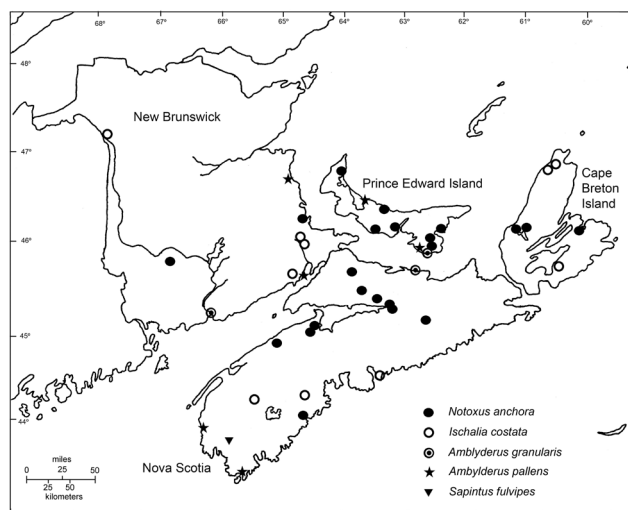 68° 67° 66° 65° 64° 63° 62° 61° 60°
48°
New Brunswick
47°
Prince Edward Island
Cape
Breton
Island
46°
45°
44°
Nova Scotia
miles
0 25 50
0 25 50
kilometers
Notoxus anchora
Ischalia costata
Amblyderus granularis
Ambylderus pallens
Sapintus fulvipes